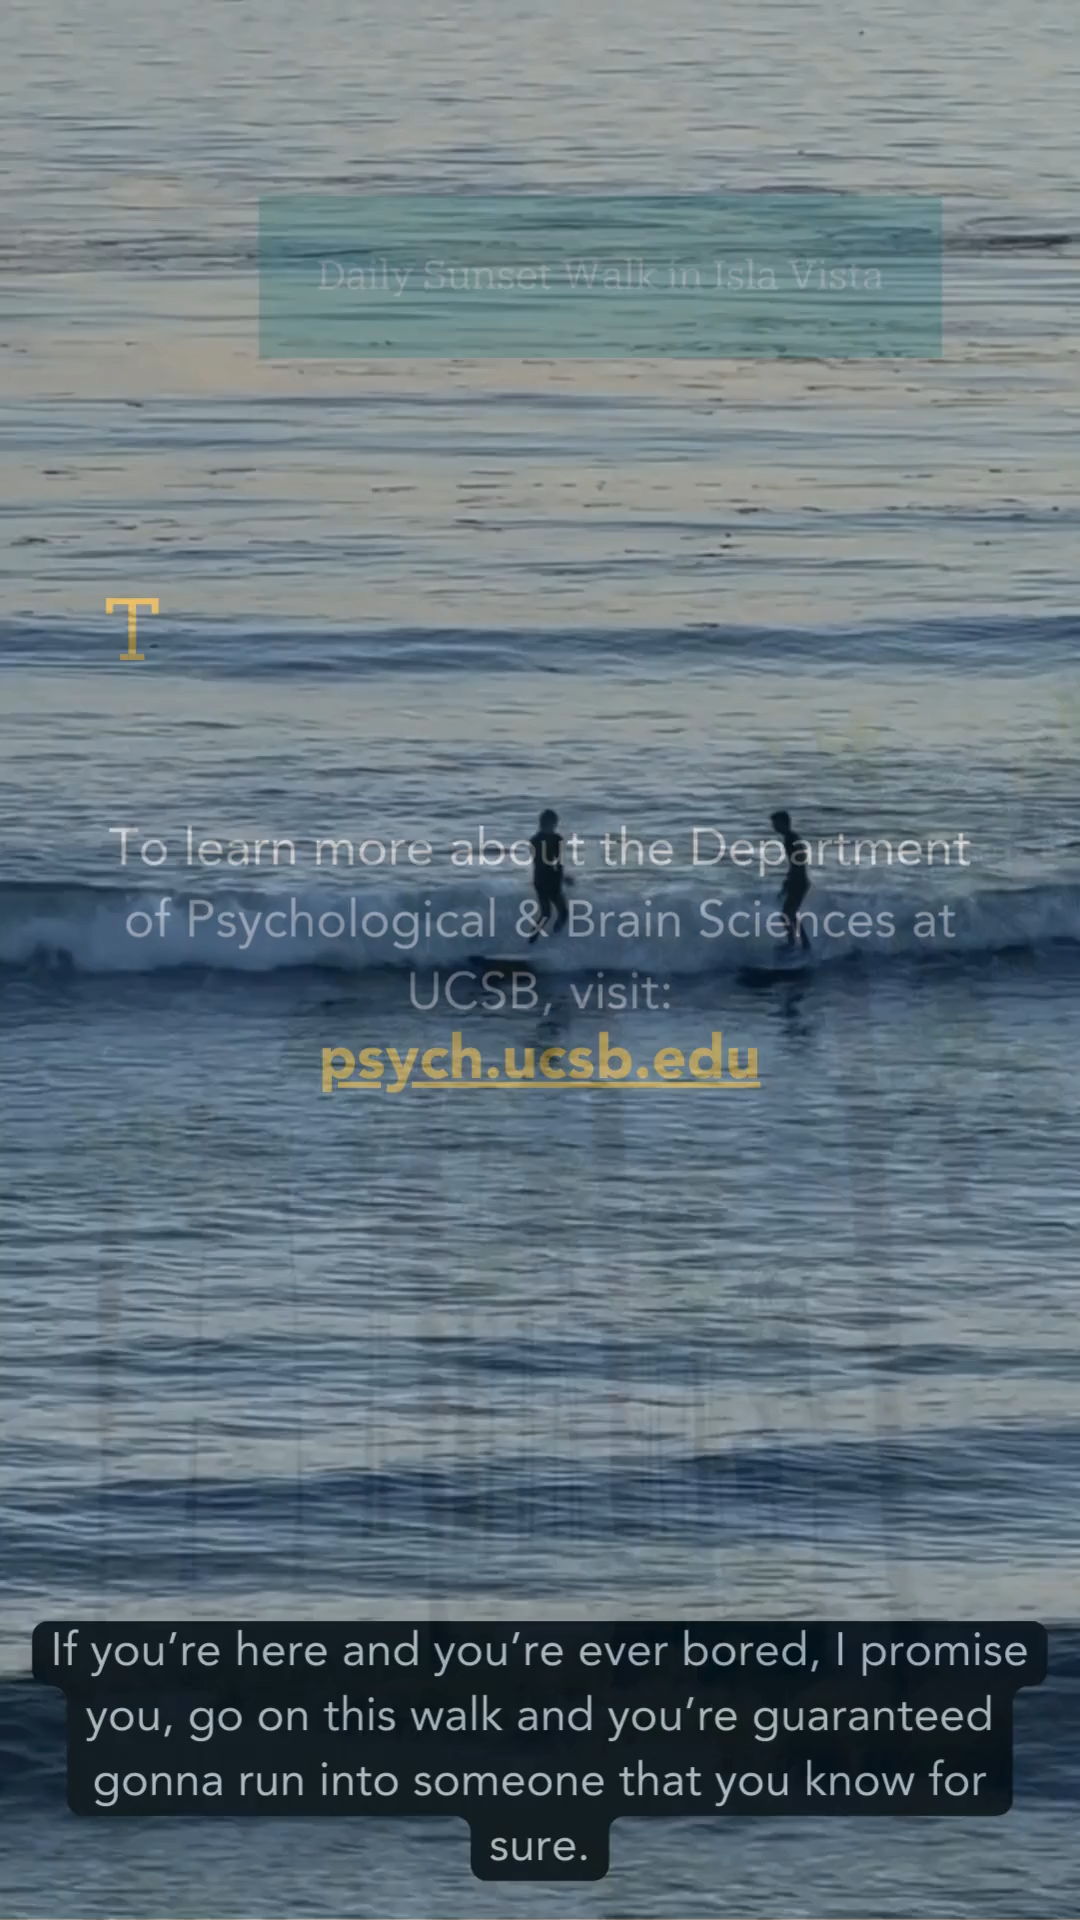 Daily Sunset Walk in Isla Vista
T
To learn more about the Department
of Psychological & Brain Sciences at
UCSB, visit:
psych.ucsb.edu
If you’re here and you’re ever bored, I promise
you, go on this walk and you’re guaranteed
gonna run into someone that you know for
sure.